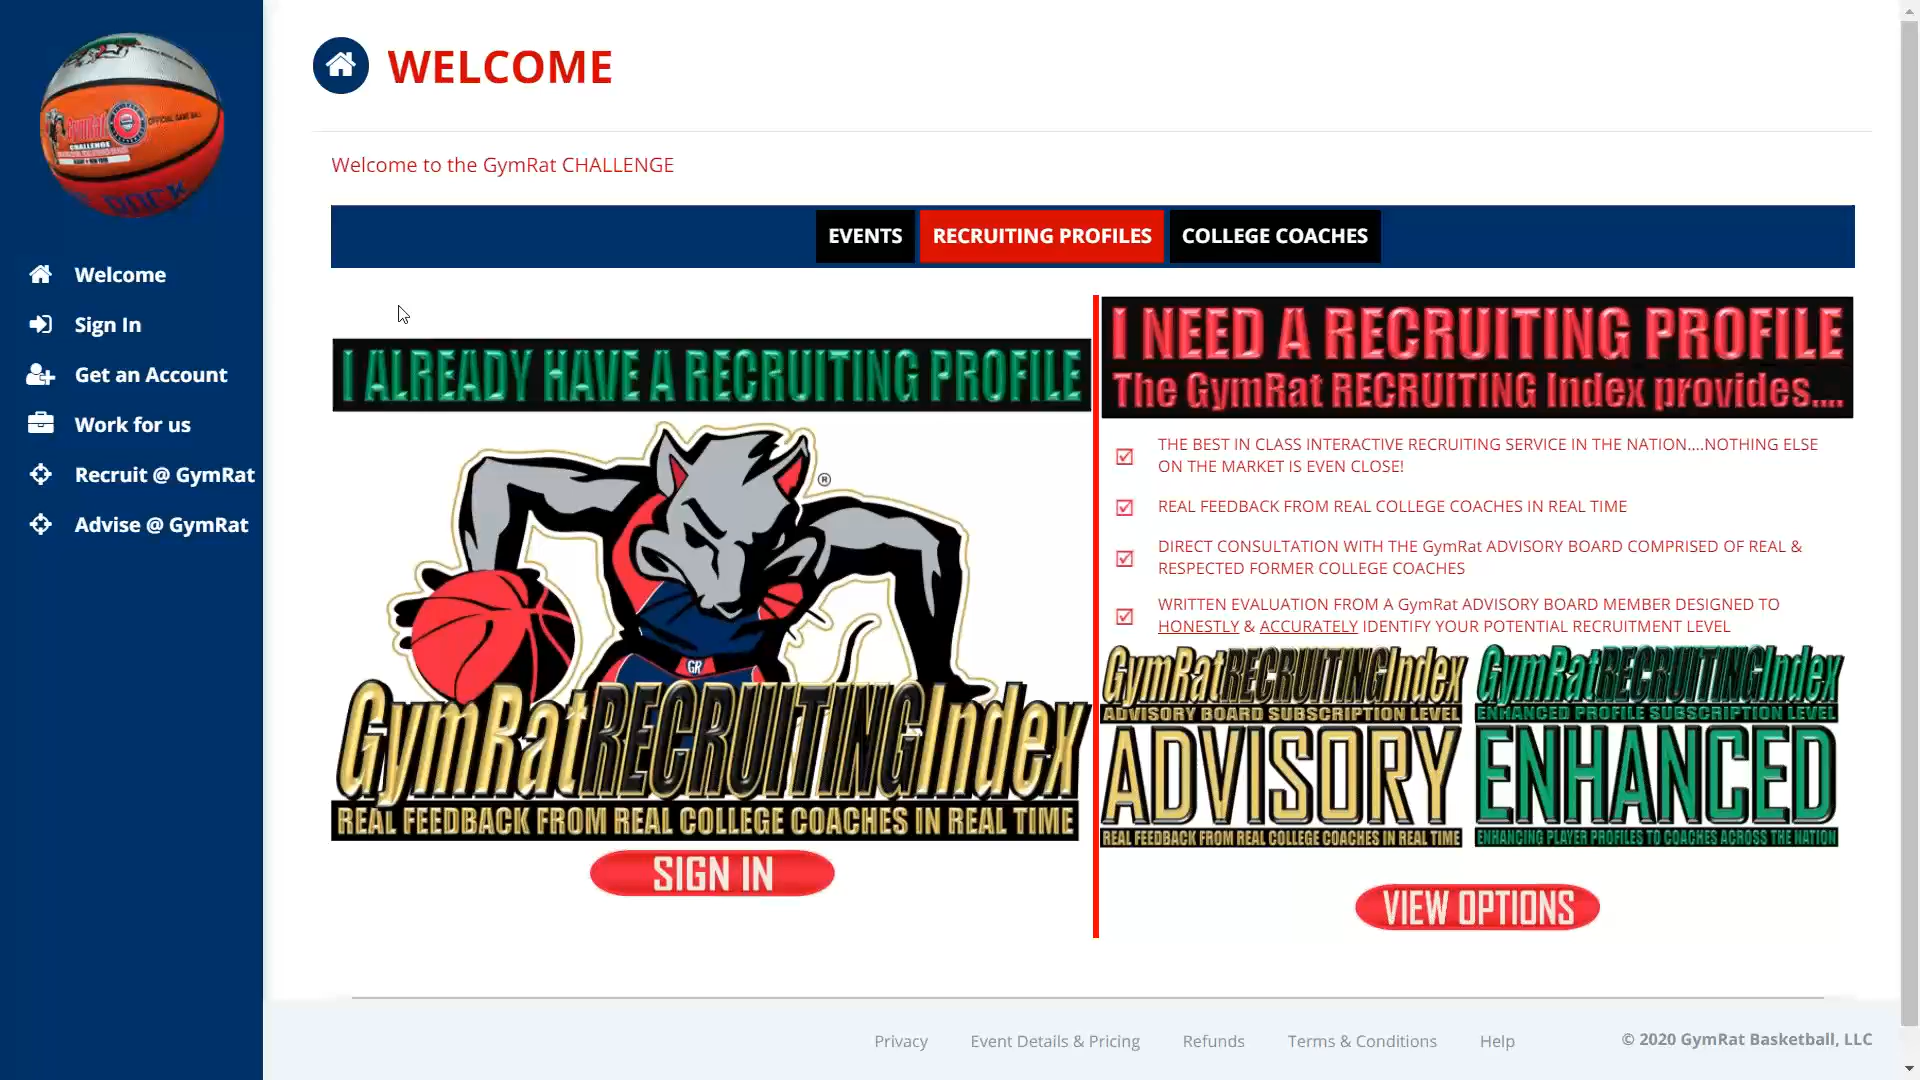 WELCOME
Welcome to the GymRat CHALLENGE
Welcome
Sign In
Get an Account
Work for us
Recruit @ GymRat
Advise @ GymRat
EVENTS
RECRUITING PROFILES
COLLEGE COACHES
I ALREADY HAVE A RECRUITING PROFILE
®
GR
GymRatRECRUITINGIndex
REAL FEEDBACK FROM REAL COLLEGE COACHES IN REAL TIME
SIGN IN
I NEED A RECRUITING PROFILE
The GymRat RECRUITING Index provides....
THE BEST IN CLASS INTERACTIVE RECRUITING SERVICE IN THE NATION....NOTHING ELSE
ON THE MARKET IS EVEN CLOSE!
REAL FEEDBACK FROM REAL COLLEGE COACHES IN REAL TIME
DIRECT CONSULTATION WITH THE GymRat ADVISORY BOARD COMPRISED OF REAL &
RESPECTED FORMER COLLEGE COACHES
WRITTEN EVALUATION FROM A GymRat ADVISORY BOARD MEMBER DESIGNED TO
HONESTLY & ACCURATELY IDENTIFY YOUR POTENTIAL RECRUITMENT LEVEL
GymRatRECRUITINGIndex
ADVISORY BOARD SUBSCRIPTION LEVEL
ADVISORY
REAL FEEDBACK FROM REAL COLLEGE COACHES IN REAL TIME
GymRatRECRUITINGIndex
ENHANCED PROFILE SUBSCRIPTION LEVEL
ENHANCED
ENHANCING PLAYER PROFILES TO COACHES ACROSS THE NATION
VIEW OPTIONS
Privacy
Event Details & Pricing
Refunds
Terms & Conditions
Help
© 2020 GymRat Basketball, LLC
GymRat
CHALLENGE
OFFICIAL GAME BALL